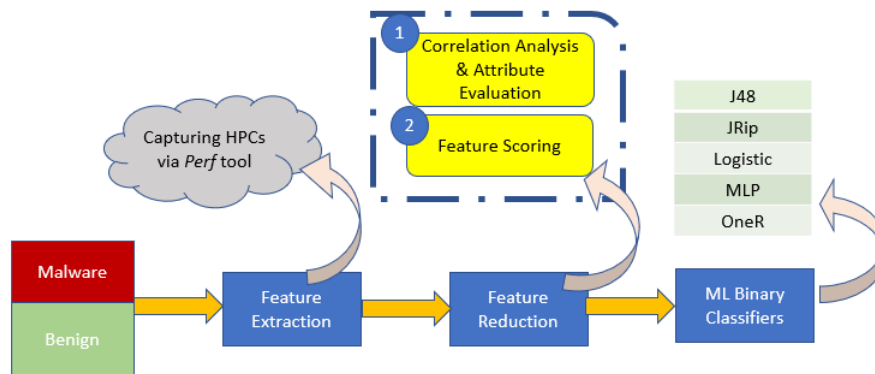 1
Correlation Analysis
& Attribute
Evaluation
2
Feature Scoring
Capturing HPCs
via Perf tool
J48
JRip
Logistic
MLP
OneR
Malware
Benign
Feature
Extraction
Feature
Reduction
ML Binary
Classifiers